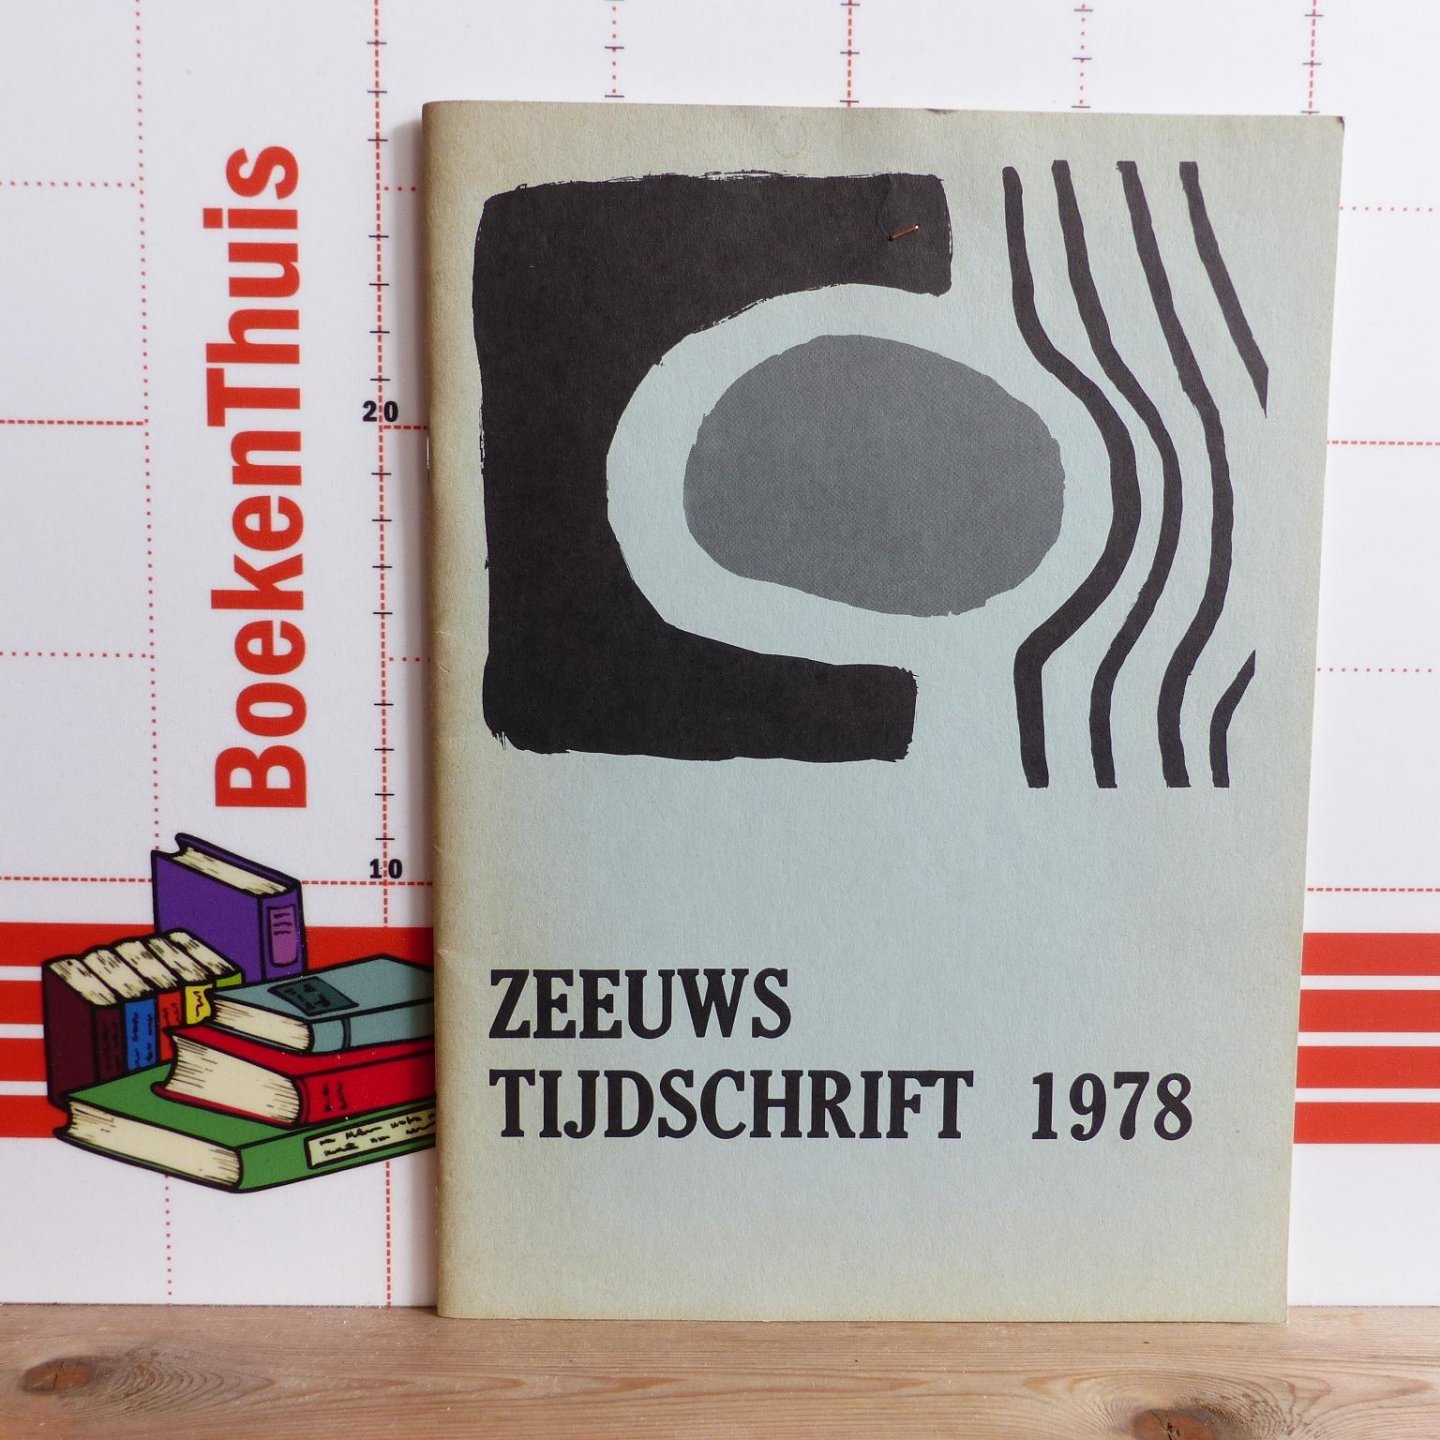 BoekenThuis
20
10
ZEEUWS
TIJDSCHRIFT 1978